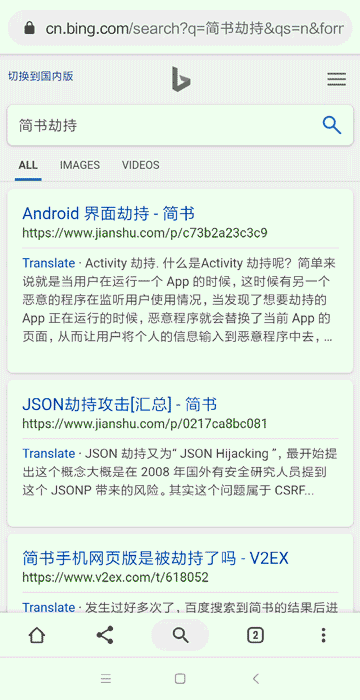 cn.bing.com/search?q=简书劫持&qs=n&forr
切换到国内版
简书劫持
ALL IMAGES VIDEOS
Android 界面劫持 - 简书
https://www.jianshu.com/p/c73b2a23c3c9
Translate · Activity 劫持. 什么是Activity 劫持呢？简单来
说就是当用户在运行一个 App 的时候，这时候有另一个
恶意的程序在监听用户使用情况，当发现了想要劫持的
App 正在运行的时候，恶意程序就会替换了当前 App 的
页面，从而让用户将个人的信息输入到恶意程序中去，…
JSON劫持攻击[汇总] - 简书
https://www.jianshu.com/p/0217ca8bc081
Translate · JSON 劫持又为“ JSON Hijacking ”，最开始提
出这个概念大概是在 2008 年国外有安全研究人员提到
这个 JSONP 带来的风险。其实这个问题属于 CSRF...
简书手机网页版是被劫持了吗 - V2EX
https://www.v2ex.com/t/618052
Translate · 发生过好多次了，百度搜索到简书的结果后进
2